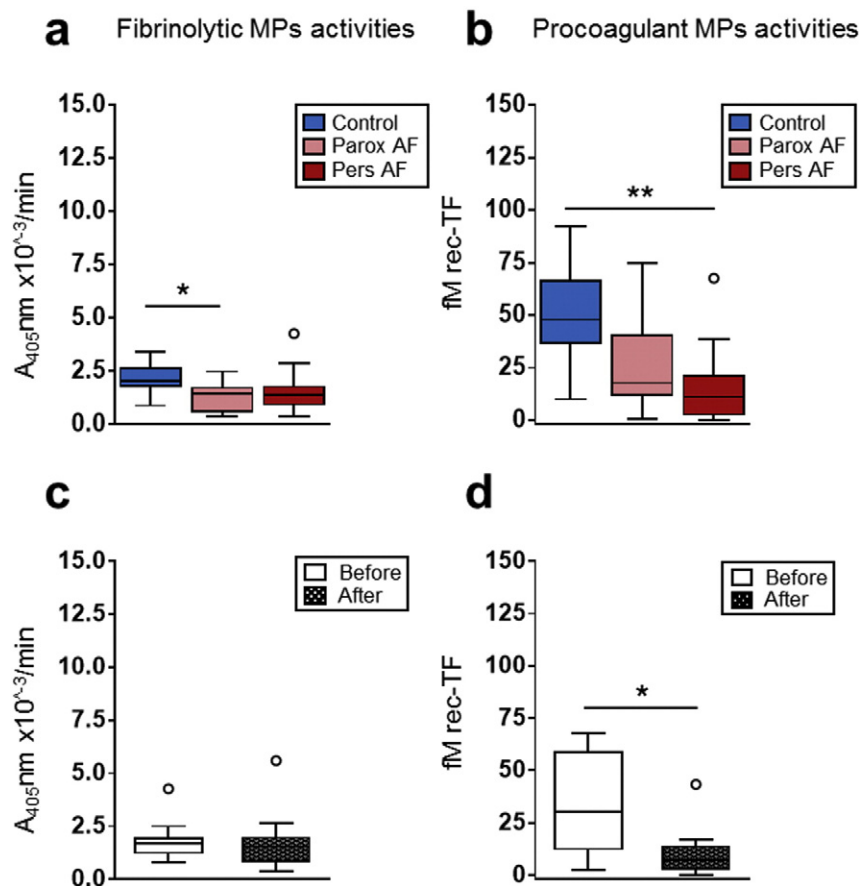 a Fibrinolytic MPs activities
A405nm x10^-3/min
15.0
12.5
10.0
7.5
5.0
2.5
0.0
Control
Parox AF
Pers AF
*
b Procoagulant MPs activities
fM rec-TF
150
125
100
75
50
25
0
Control
Parox AF
Pers AF
**
c
A405nm x10^-3/min
15.0
12.5
10.0
7.5
5.0
2.5
0.0
Before
After
d
fM rec-TF
150
125
100
75
50
25
0
Before
After
*